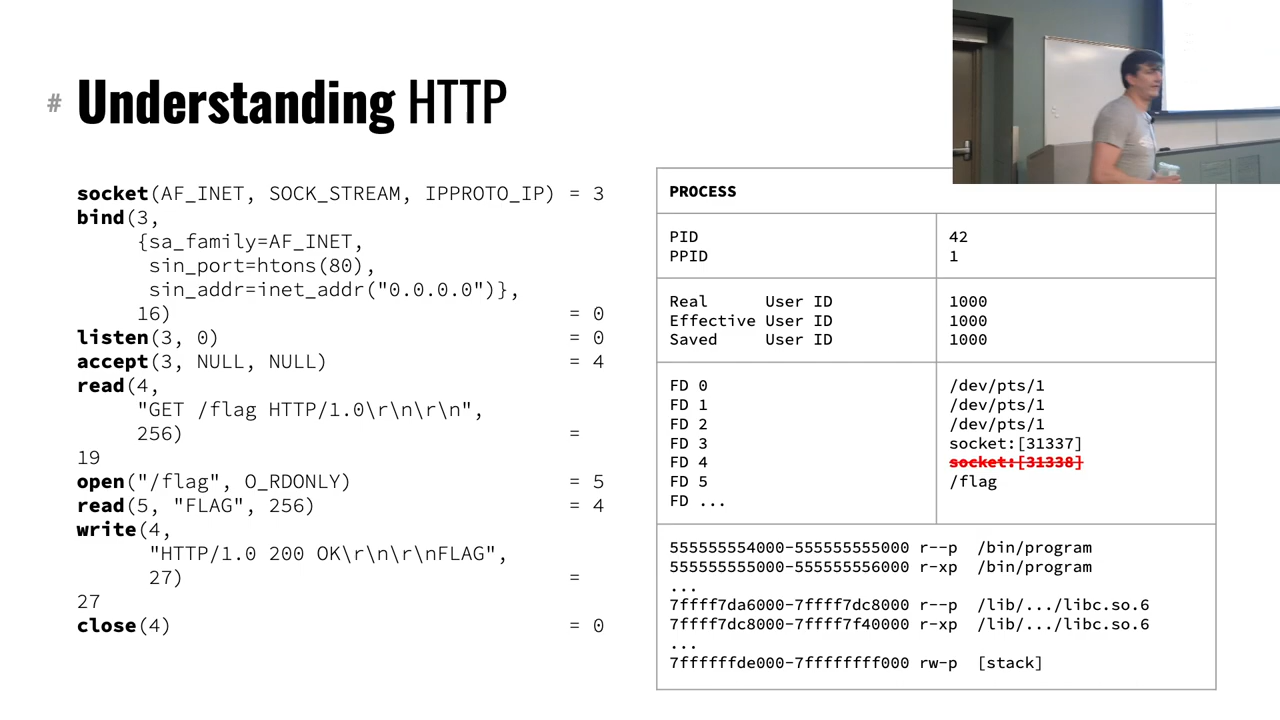 # Understanding HTTP
socket(AF_INET, SOCK_STREAM, IPPROTO_IP) = 3
bind(3,
{sa_family=AF_INET,
sin_port=htons(80),
sin_addr=inet_addr("0.0.0.0")},
16) = 0
listen(3, 0) = 0
accept(3, NULL, NULL) = 4
read(4,
"GET /flag HTTP/1.0\r\n\r\n",
256) =
19
open("/flag", O_RDONLY) = 5
read(5, "FLAG", 256) = 4
write(4,
"HTTP/1.0 200 OK\r\n\r\nFLAG",
27) =
27
close(4) = 0
PROCESS
PID 42
PPID 1
Real User ID 1000
Effective User ID 1000
Saved User ID 1000
FD 0 /dev/pts/1
FD 1 /dev/pts/1
FD 2 /dev/pts/1
FD 3 socket:[31337]
FD 4 socket:[31338]
FD 5 /flag
FD ...
555555554000-555555555000 r--p /bin/program
555555555000-555555556000 r-xp /bin/program
...
7ffff7da6000-7ffff7dc8000 r--p /lib/.../libc.so.6
7ffff7dc8000-7ffff7f40000 r-xp /lib/.../libc.so.6
...
7ffffffde000-7ffffffff000 rw-p [stack]